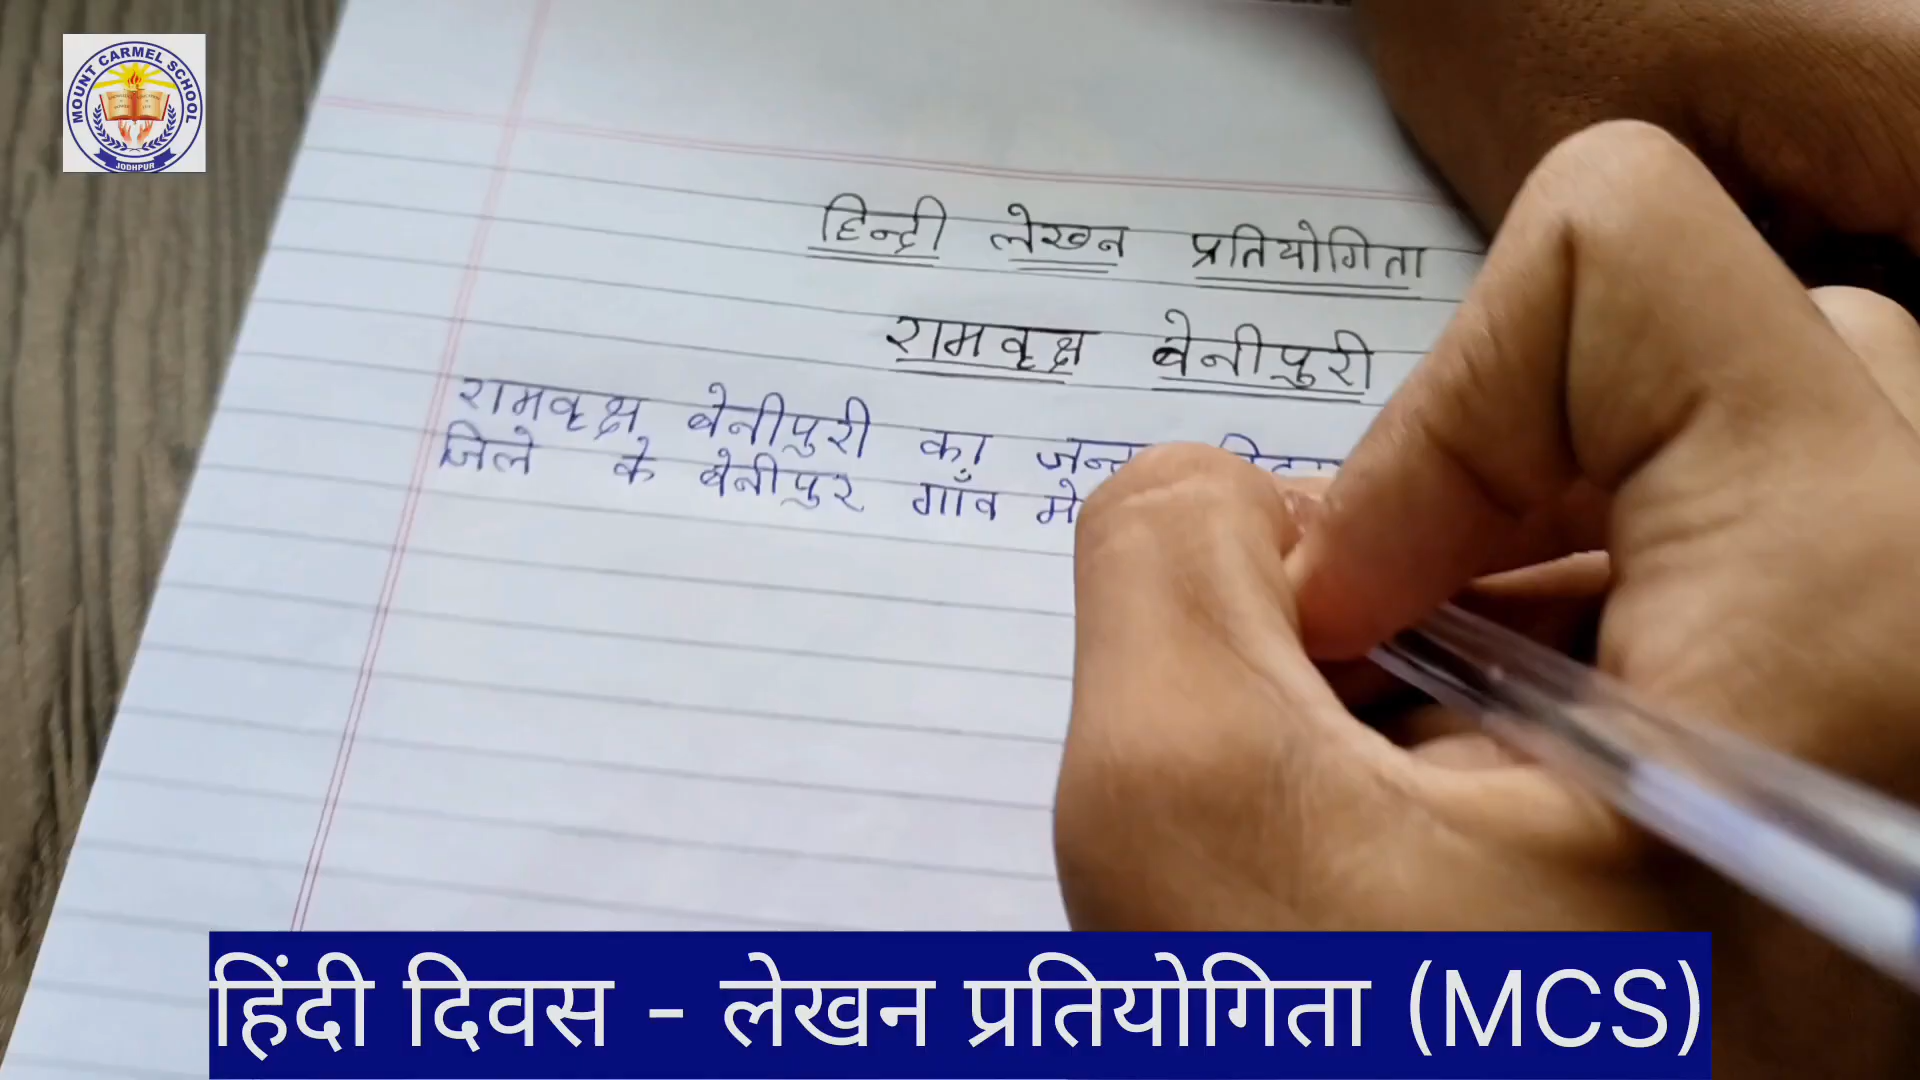 MOUNT CARMEL SCHOOL
JODHPUR
हिन्दी लेखन प्रतियोगिता
रामवृक्ष बेनीपुरी
रामवृक्ष बेनीपुरी का
जिले के बेनीपुर गाँव मे
हिंदी दिवस - लेखन प्रतियोगिता (MCS)